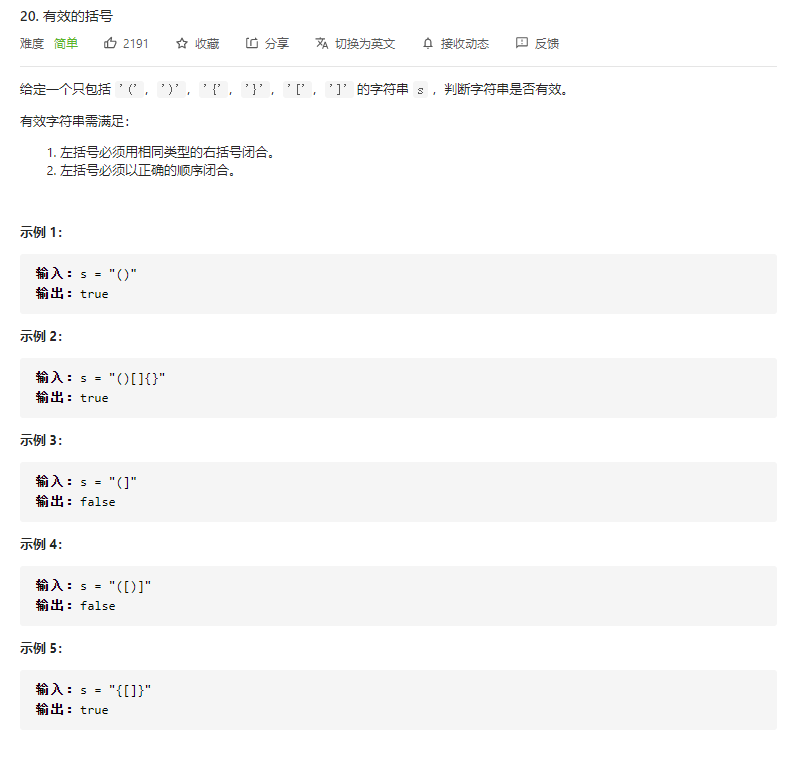 20. 有效的括号
难度 简单 2191 收藏 分享 切换为英文 接收动态 反馈
给定一个只包括 '('，')'，'{'，'}'，'['，']' 的字符串 s ，判断字符串是否有效。
有效字符串需满足：
1. 左括号必须用相同类型的右括号闭合。
2. 左括号必须以正确的顺序闭合。
示例 1：
输入：s = "()"
输出：true
示例 2：
输入：s = "()[]{}"
输出：true
示例 3：
输入：s = "(]"
输出：false
示例 4：
输入：s = "([)]"
输出：false
示例 5：
输入：s = "{[]}"
输出：true